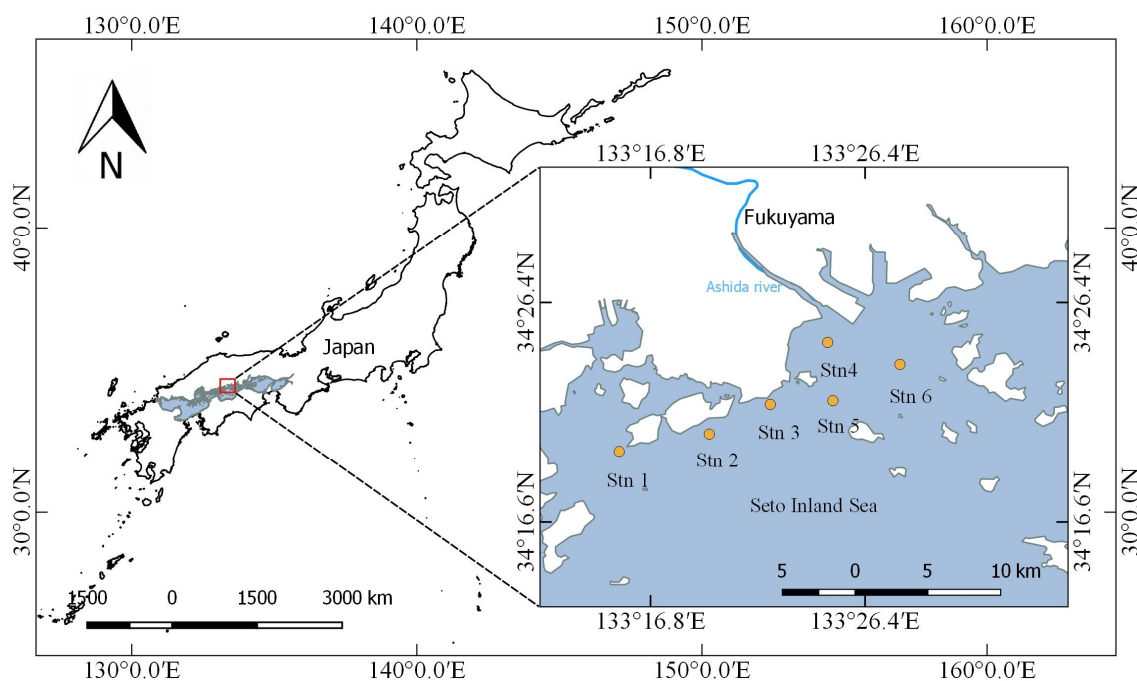 130°0.0′E 140°0.0′E 150°0.0′E 160°0.0′E
N
40°0.0′N
30°0.0′N
Japan
1500 0 1500 3000 km
133°16.8′E 133°26.4′E
34°26.4′N
34°16.6′N
Fukuyama
Ashida river
Stn4
Stn 6
Stn 3
Stn 5
Stn 2
Stn 1
Seto Inland Sea
5 0 5 10 km
34°26.4′N
34°16.6′N
133°16.8′E 133°26.4′E
40°0.0′N
30°0.0′N
130°0.0′E 140°0.0′E 150°0.0′E 160°0.0′E